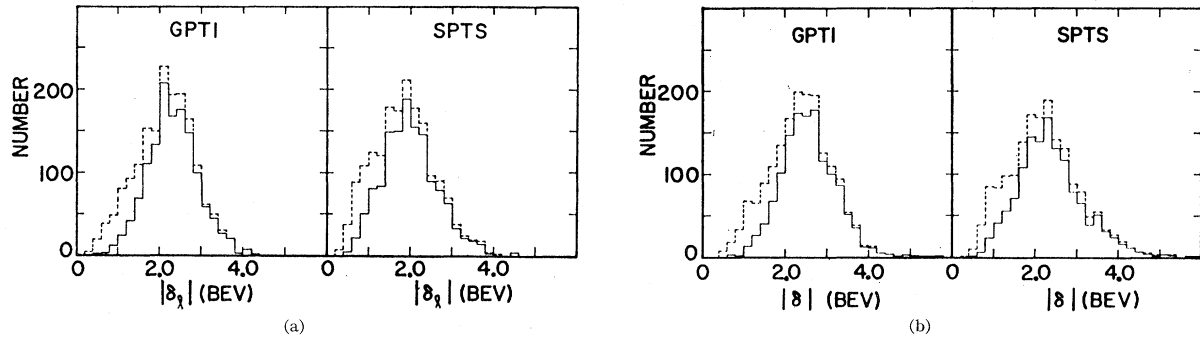 GPTI SPTS
NUMBER
200
100
0
0 2.0 4.0 0 2.0 4.0
|δℓ| (BEV) |δℓ| (BEV)
(a)
GPTI SPTS
NUMBER
200
100
0
0 2.0 4.0 0 2.0 4.0
|δ| (BEV) |δ| (BEV)
(b)